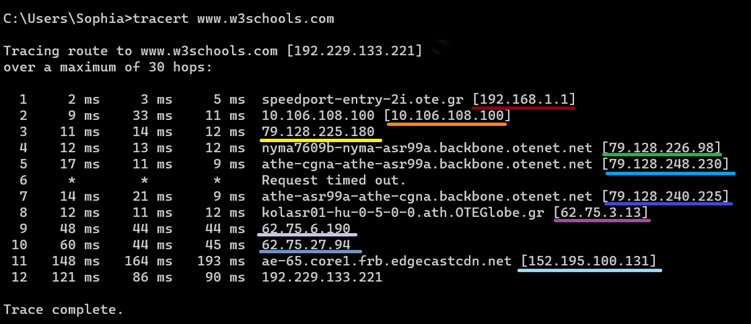 C:\Users\Sophia>tracert www.w3schools.com
Tracing route to www.w3schools.com [192.229.133.221]
over a maximum of 30 hops:
1 2 ms 3 ms 5 ms speedport-entry-2i.ote.gr [192.168.1.1]
2 9 ms 33 ms 11 ms 10.106.108.100 [10.106.108.100]
3 11 ms 14 ms 12 ms 79.128.225.180
4 12 ms 13 ms 12 ms nyma7609b-nyma-asr99a.backbone.otenet.net [79.128.226.98]
5 17 ms 11 ms 9 ms athe-cgna-athe-asr99a.backbone.otenet.net [79.128.248.230]
6 * * * Request timed out.
7 14 ms 21 ms 9 ms athe-asr99a-athe-cgna.backbone.otenet.net [79.128.240.225]
8 12 ms 11 ms 12 ms kolasr01-hu-0-5-0-0.ath.OTEGlobe.gr [62.75.3.13]
9 48 ms 44 ms 44 ms 62.75.6.190
10 60 ms 44 ms 45 ms 62.75.27.94
11 148 ms 164 ms 193 ms ae-65.core1.frb.edgecastcdn.net [152.195.100.131]
12 121 ms 86 ms 90 ms 192.229.133.221
Trace complete.